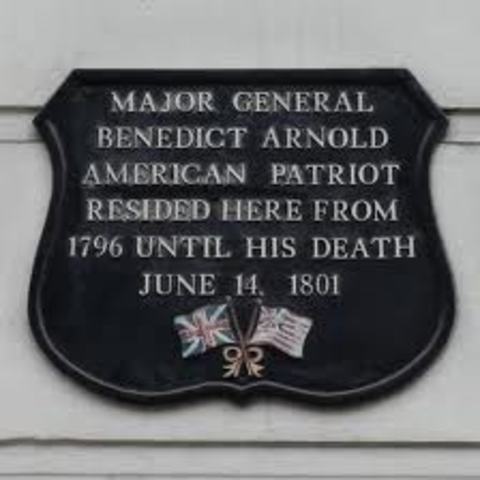 MAJOR GENERAL
BENEDICT ARNOLD
AMERICAN PATRIOT
RESIDED HERE FROM
1796 UNTIL HIS DEATH
JUNE 14, 1801